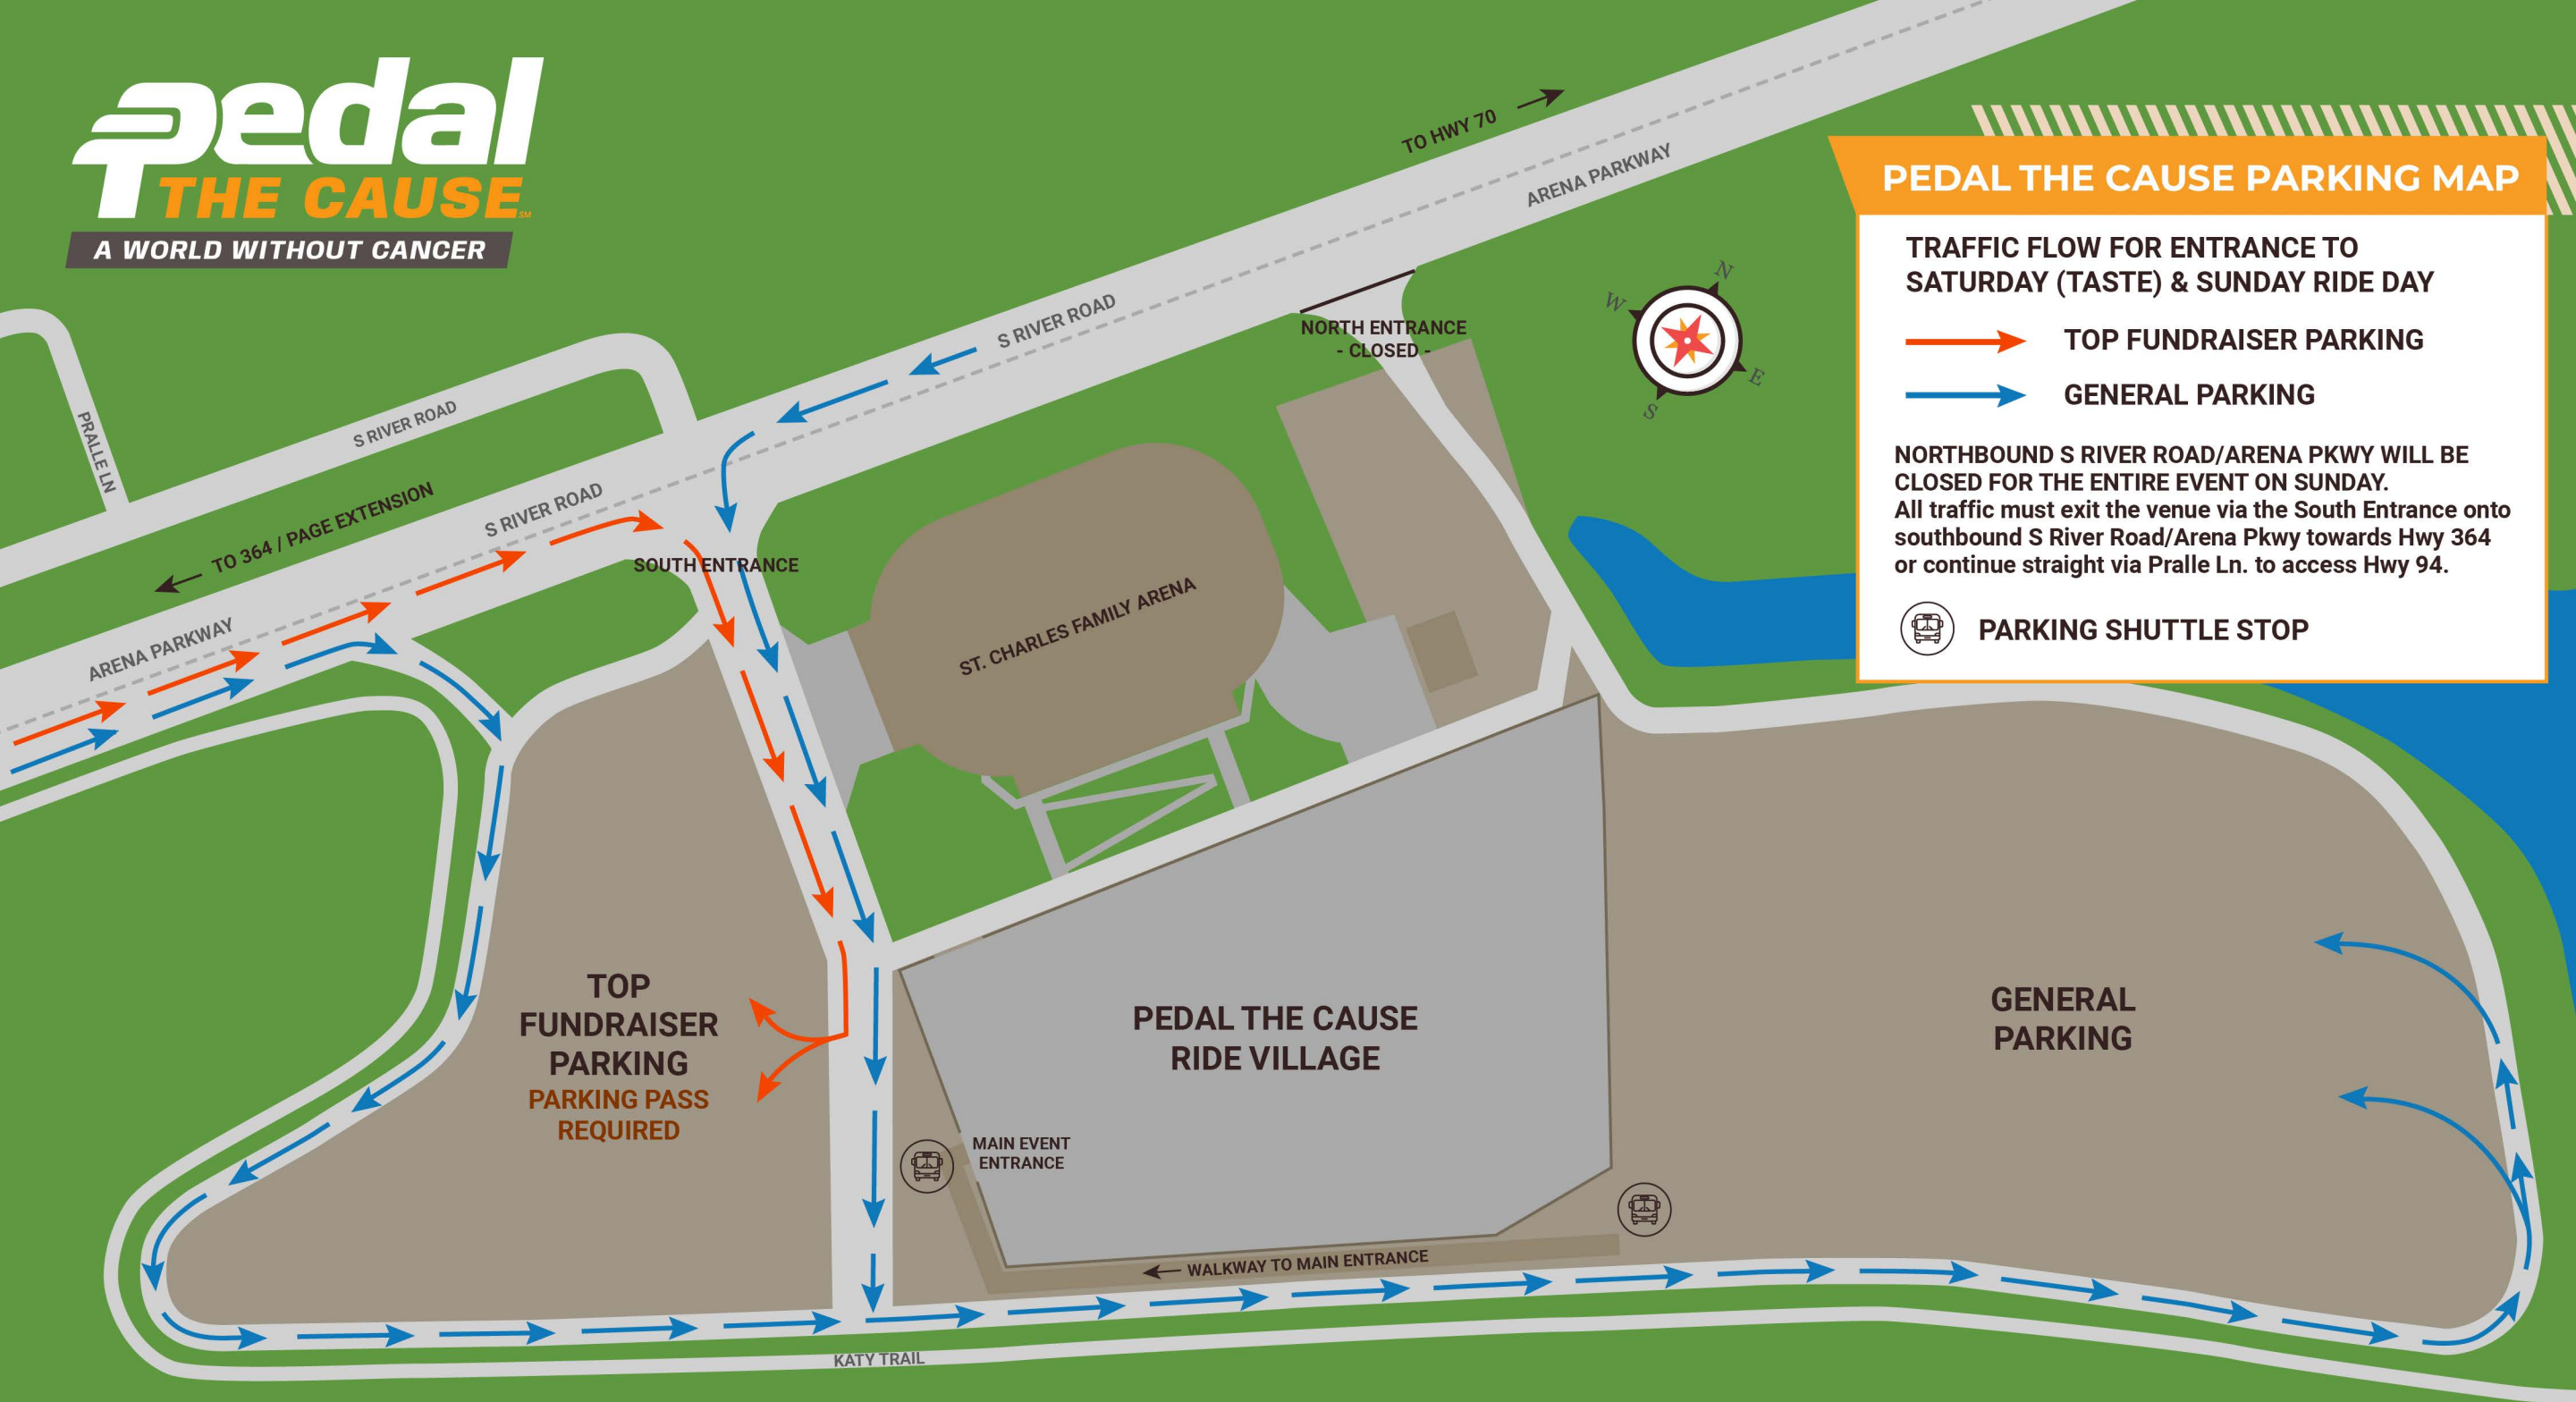 Pedal
THE CAUSE
SM
A WORLD WITHOUT CANCER
TO HWY 70
ARENA PARKWAY
S RIVER ROAD
NORTH ENTRANCE
- CLOSED -
N
W
E
S
PEDAL THE CAUSE PARKING MAP
TRAFFIC FLOW FOR ENTRANCE TO
SATURDAY (TASTE) & SUNDAY RIDE DAY
TOP FUNDRAISER PARKING
GENERAL PARKING
NORTHBOUND S RIVER ROAD/ARENA PKWY WILL BE
CLOSED FOR THE ENTIRE EVENT ON SUNDAY.
All traffic must exit the venue via the South Entrance onto
southbound S River Road/Arena Pkwy towards Hwy 364
or continue straight via Pralle Ln. to access Hwy 94.
PARKING SHUTTLE STOP
PRALLE LN
S RIVER ROAD
TO 364 / PAGE EXTENSION
S RIVER ROAD
ARENA PARKWAY
SOUTH ENTRANCE
ST. CHARLES FAMILY ARENA
TOP
FUNDRAISER
PARKING
PARKING PASS
REQUIRED
PEDAL THE CAUSE
RIDE VILLAGE
GENERAL
PARKING
MAIN EVENT
ENTRANCE
WALKWAY TO MAIN ENTRANCE
KATY TRAIL